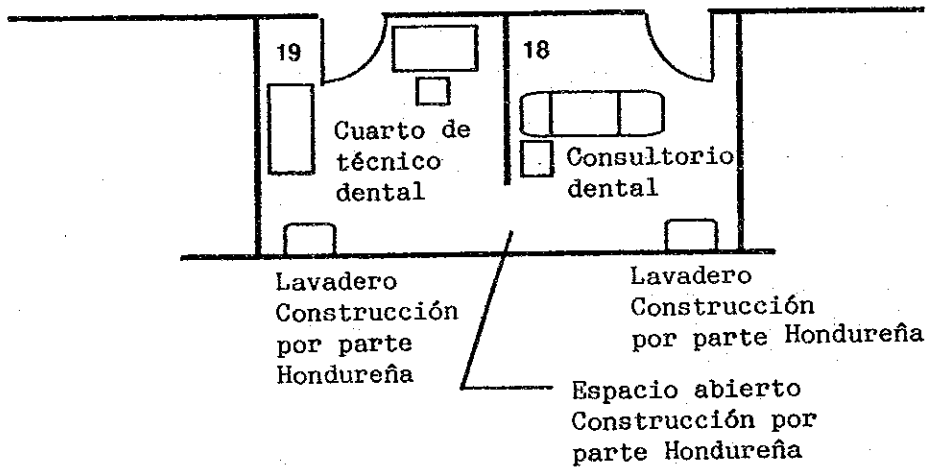 19
18
Cuarto de
técnico
dental
Consultorio
dental
Lavadero
Construcción
por parte
Hondureña
Lavadero
Construcción
por parte Hondureña
Espacio abierto
Construcción por
parte Hondureña